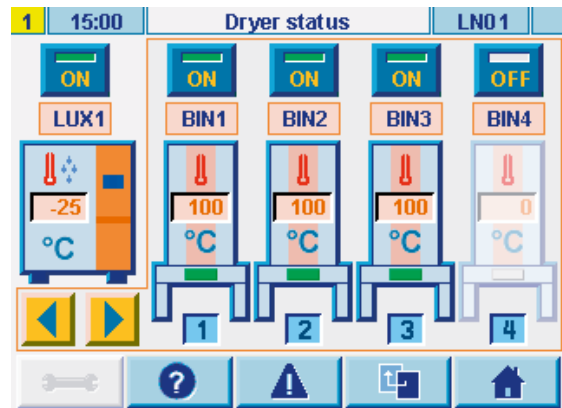 1 15:00 Dryer status LN01
ON ON ON ON OFF
LUX1 BIN1 BIN2 BIN3 BIN4
-25 100 100 100 0
°C °C °C °C °C
1 2 3 4
?